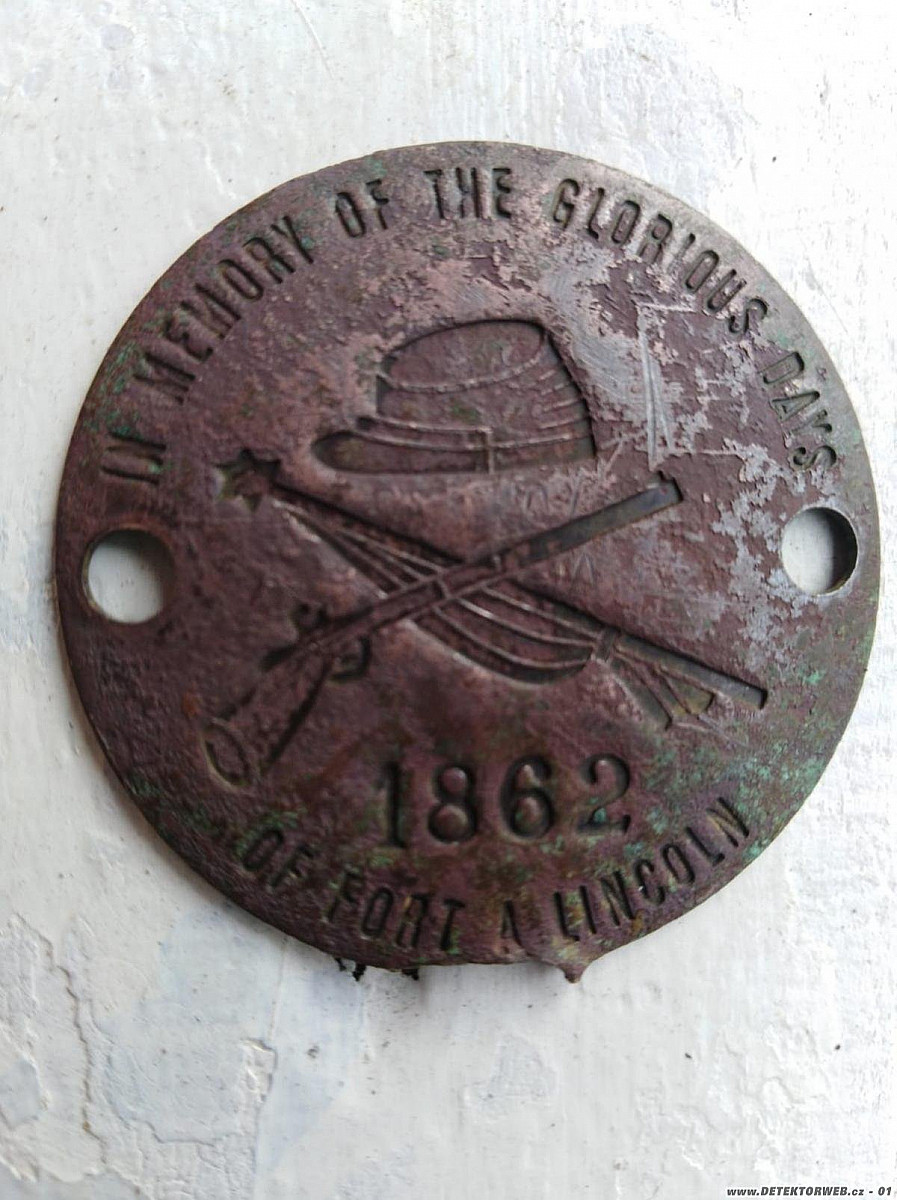 IN MEMORY OF THE GLORIOUS DAYS
1862
OF FORT A LINCOLN
www.DETEKTORWEB.cz - 01